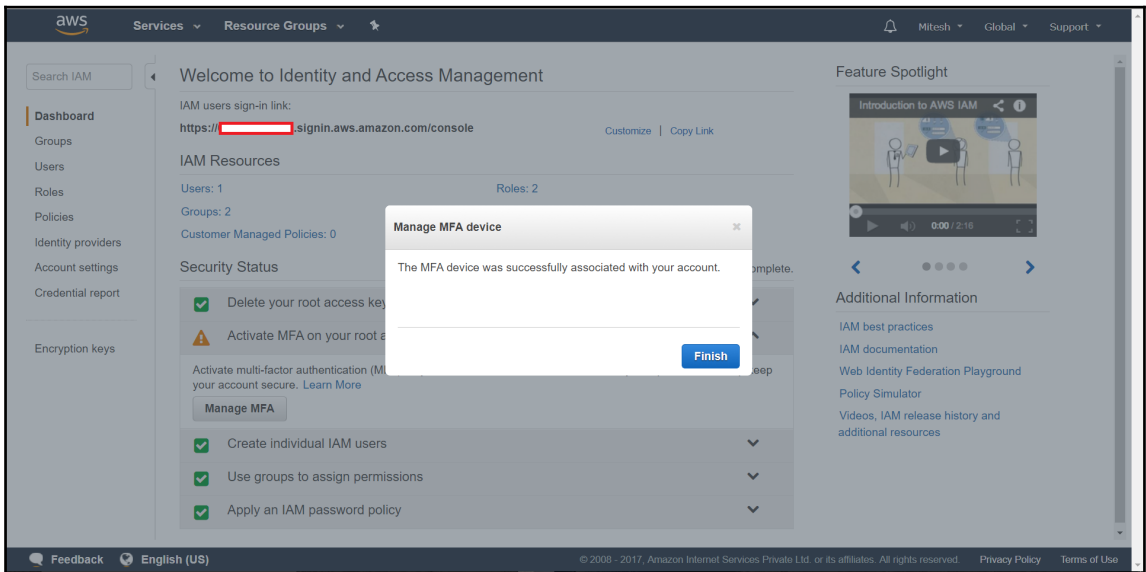 aws
Services
Resource Groups
Mitesh
Global
Support
Search IAM
Dashboard
Groups
Users
Roles
Policies
Identity providers
Account settings
Credential report
Encryption keys
Welcome to Identity and Access Management
IAM users sign-in link:
https:// .signin.aws.amazon.com/console
Customize | Copy Link
IAM Resources
Users: 1
Roles: 2
Groups: 2
Customer Managed Policies: 0
Security Status
omplete.
Delete your root access key
Activate MFA on your root a
Activate multi-factor authentication (M
eep
your account secure. Learn More
Manage MFA
Create individual IAM users
Use groups to assign permissions
Apply an IAM password policy
Manage MFA device
The MFA device was successfully associated with your account.
Finish
Feature Spotlight
Introduction to AWS IAM
0:00 / 2:16
Additional Information
IAM best practices
IAM documentation
Web Identity Federation Playground
Policy Simulator
Videos, IAM release history and
additional resources
Feedback
English (US)
© 2008 - 2017, Amazon Internet Services Private Ltd. or its affiliates. All rights reserved.
Privacy Policy
Terms of Use